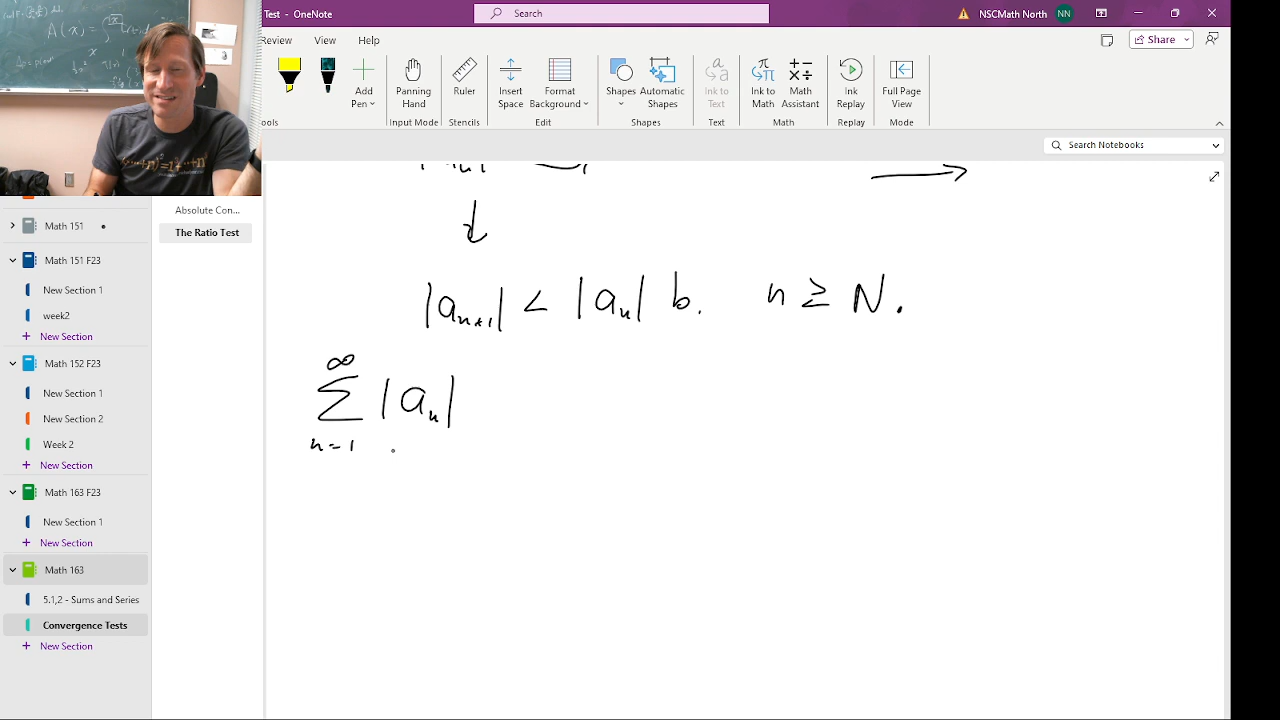 Test - OneNote
Search
NSCMath North
NN
Review
View
Help
Share
Add Pen
Panning Hand
Ruler
Insert Space
Format Background
Shapes
Automatic Shapes
Ink to Text
Ink to Math
Math Assistant
Ink Replay
Full Page View
ools
Input Mode
Stencils
Edit
Shapes
Text
Math
Replay
Mode
Search Notebooks
Absolute Con...
The Ratio Test
Math 151
Math 151 F23
New Section 1
week2
+ New Section
Math 152 F23
New Section 1
New Section 2
Week 2
+ New Section
Math 163 F23
New Section 1
+ New Section
Math 163
5.1,2 - Sums and Series
Convergence Tests
+ New Section
|a_{n+1}| < |a_n| b. n ≥ N.
∞
Σ |a_n|
n=1
A(x) =